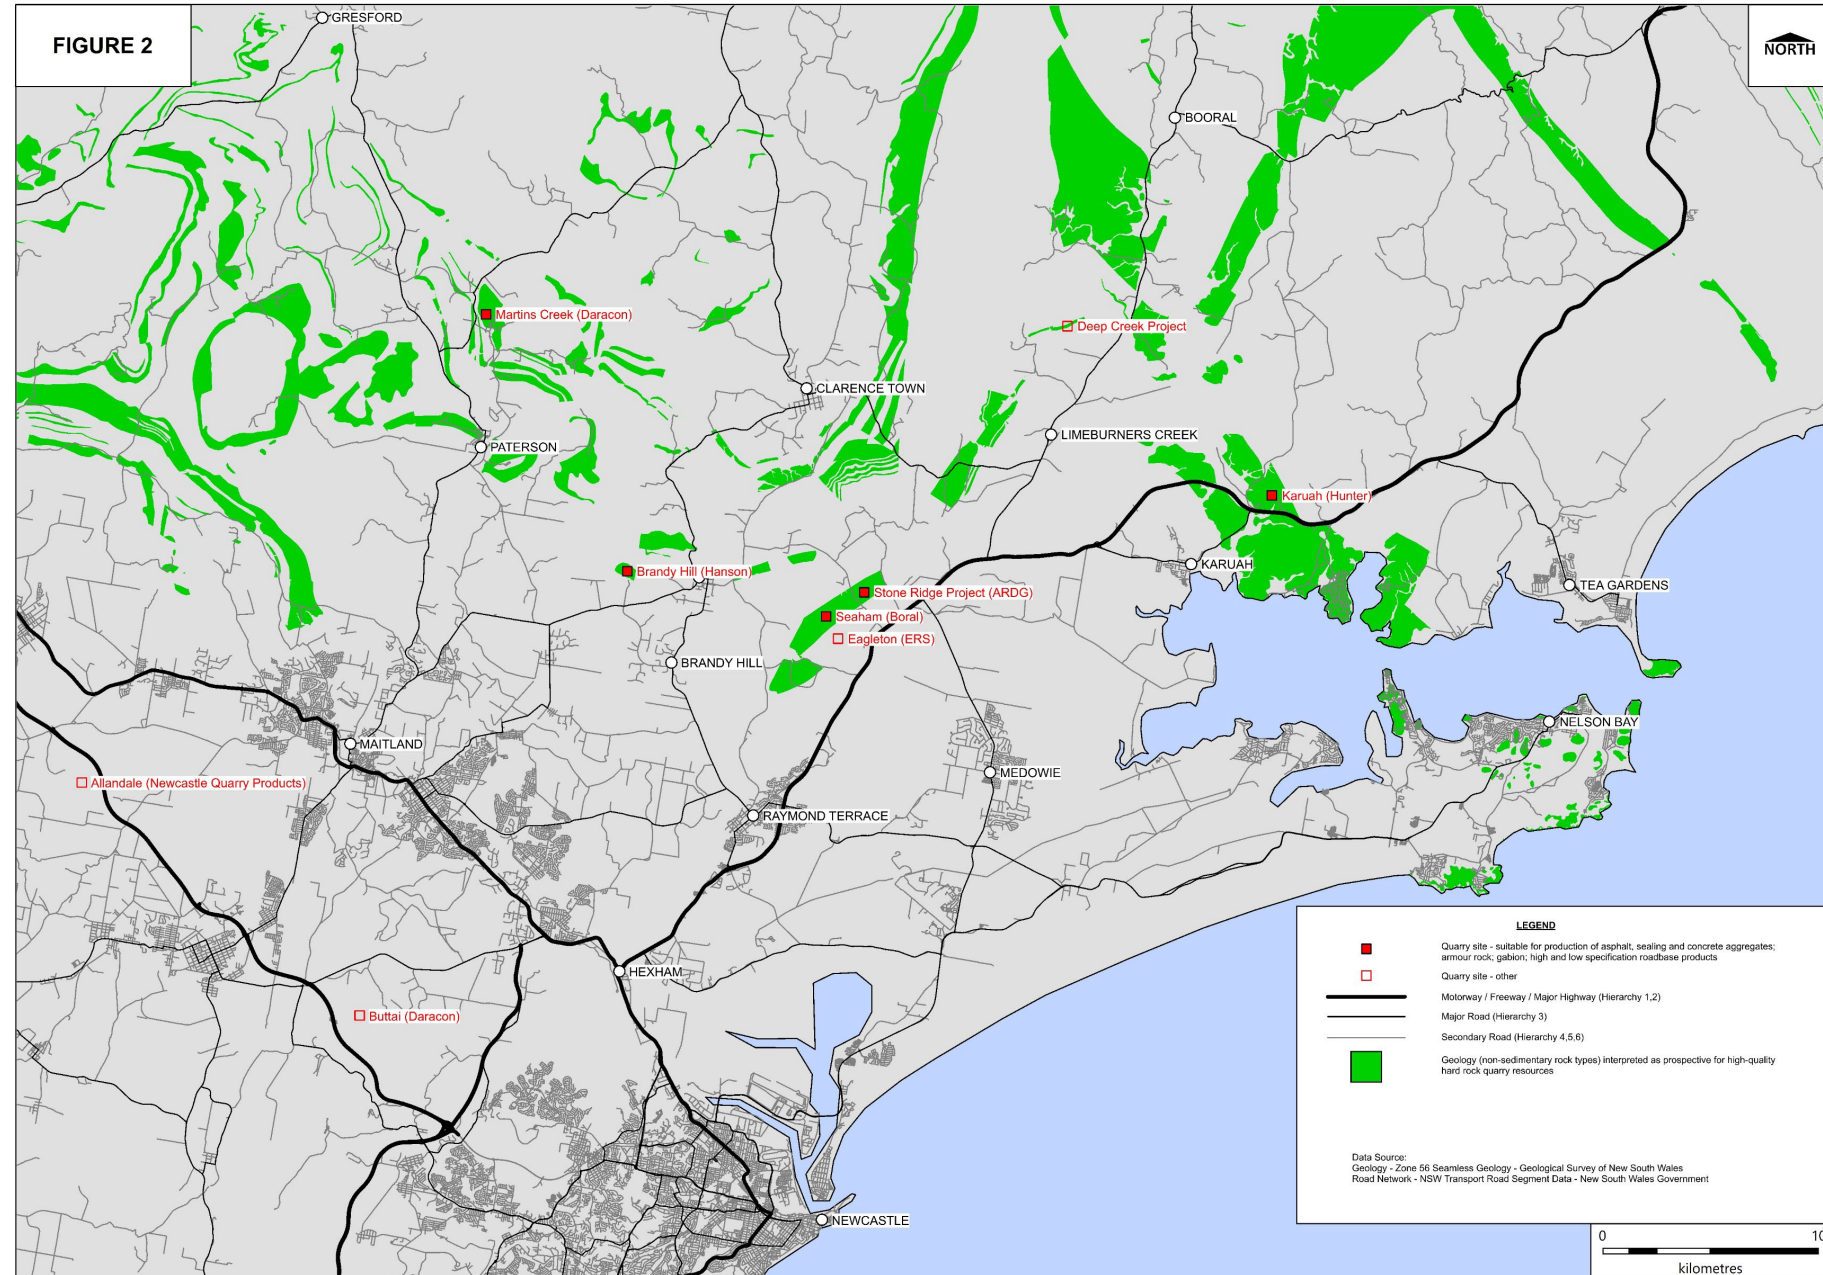 FIGURE 2
GRESFORD
NORTH
BOORAL
Martins Creek (Daracon)
Deep Creek Project
CLARENCE TOWN
LIMEBURNERS CREEK
PATERSON
Karuah (Hunter)
KARUAH
Brandy Hill (Hanson)
TEA GARDENS
Stone Ridge Project (ARDG)
Seaham (Boral)
Eagleton (ERS)
BRANDY HILL
NELSON BAY
MAITLAND
MEDOWIE
Allandale (Newcastle Quarry Products)
RAYMOND TERRACE
HEXHAM
Buttai (Daracon)
NEWCASTLE
LEGEND
Quarry site - suitable for production of asphalt, sealing and concrete aggregates;
armour rock; gabion; high and low specification roadbase products
Quarry site - other
Motorway / Freeway / Major Highway (Hierarchy 1,2)
Major Road (Hierarchy 3)
Secondary Road (Hierarchy 4,5,6)
Geology (non-sedimentary rock types) interpreted as prospective for high-quality
hard rock quarry resources
Data Source:
Geology - Zone 56 Seamless Geology - Geological Survey of New South Wales
Road Network - NSW Transport Road Segment Data - New South Wales Government
0 10
kilometres